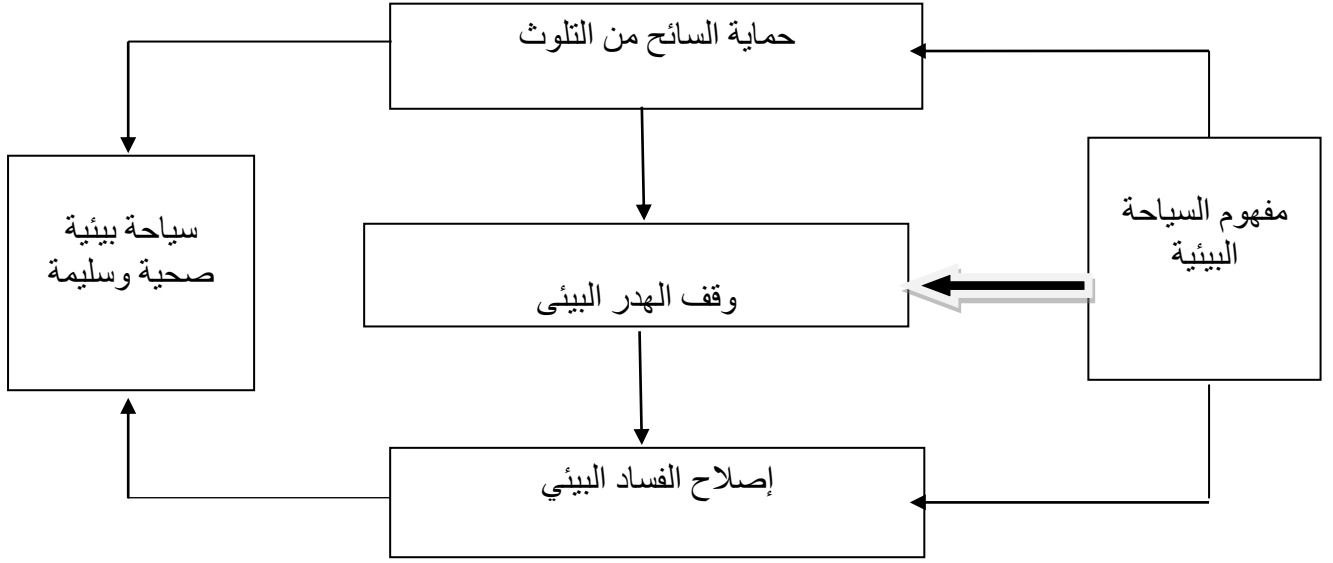 حماية السائح من التلوث
مفهوم السياحة
البيئية
وقف الهدر البيئى
سياحة بيئية
صحية وسليمة
إصلاح الفساد البيئي